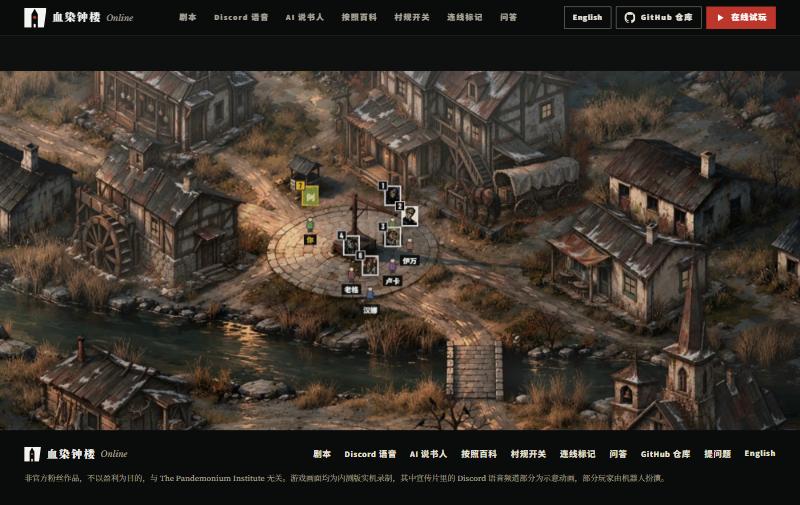 血染钟楼 Online 剧本 Discord 语音 AI 说书人 按照百科 村规开关 连线标记 问答 English GitHub 仓库 在线试玩
7
1
2
你
3
4
伊万
6
卢卡
老杨
汉娜
血染钟楼 Online 剧本 Discord 语音 AI 说书人 按照百科 村规开关 连线标记 问答 GitHub 仓库 提问题 English
非官方粉丝作品，不以盈利为目的，与 The Pandemonium Institute 无关。游戏画面均为内测版实机录制，其中宣传片里的 Discord 语音频道部分为示意动画，部分玩家由机器人扮演。